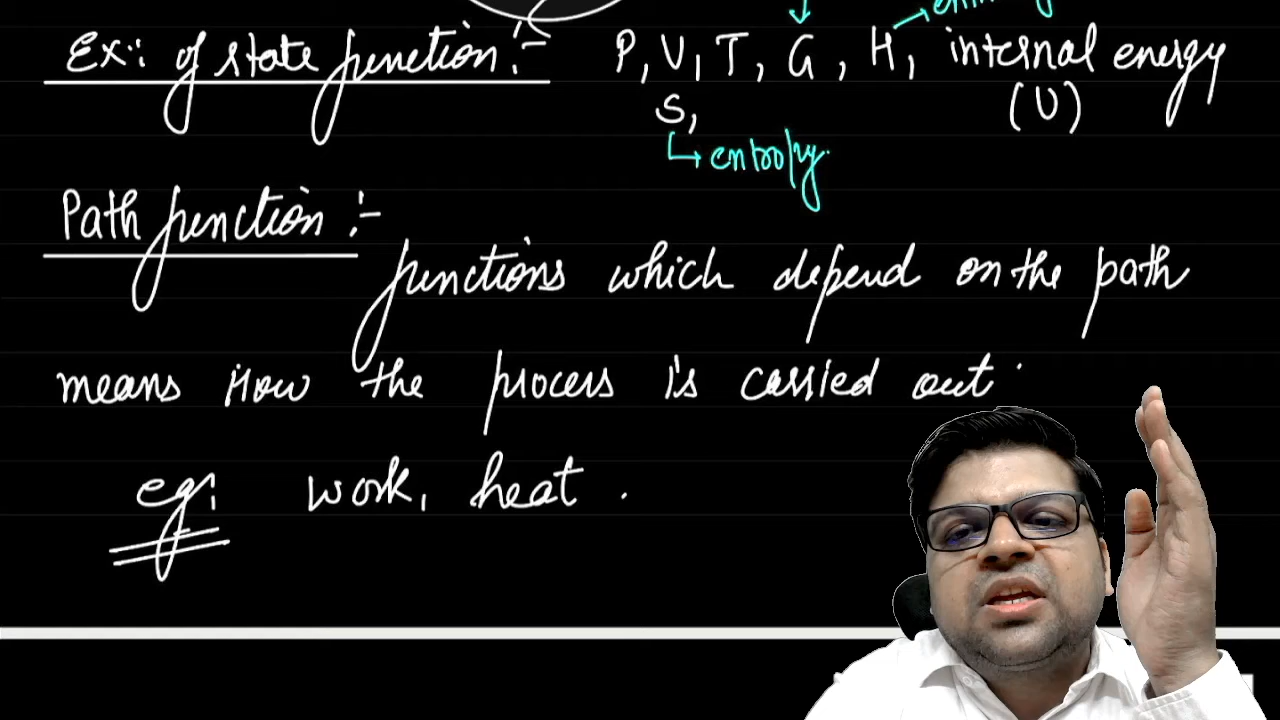 Ex: of state function :- P, V, T, G, H, internal energy
S, (U)
↳ entropy.
Path function :-
functions which depend on the path
means How the process is carried out.
eg: work, heat.